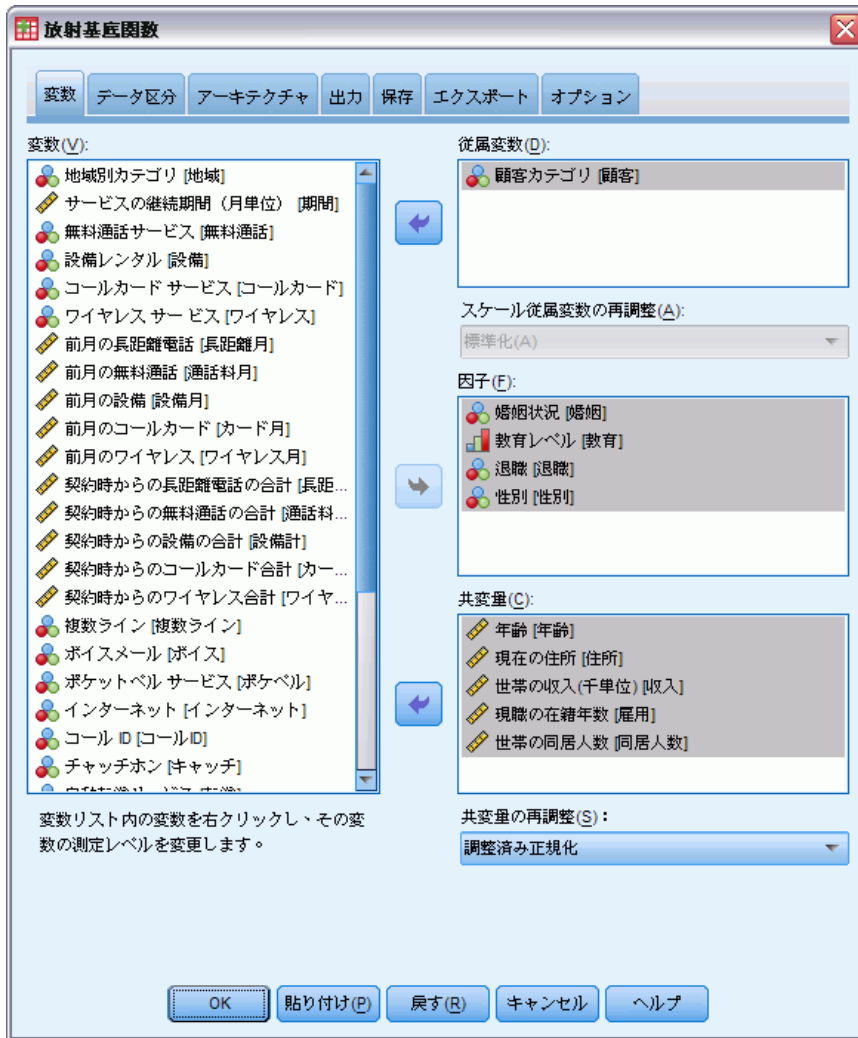 放射基底関数
変数 データ区分 アーキテクチャ 出力 保存 エクスポート オプション
変数(V):
地域別カテゴリ [地域]
サービスの継続期間（月単位） [期間]
無料通話サービス [無料通話]
設備レンタル [設備]
コールカード サービス [コールカード]
ワイヤレス サービス [ワイヤレス]
前月の長距離電話 [長距離月]
前月の無料通話 [通話料月]
前月の設備 [設備月]
前月のコールカード [カード月]
前月のワイヤレス [ワイヤレス月]
契約時からの長距離電話の合計 [長距...
契約時からの無料通話の合計 [通話料...
契約時からの設備の合計 [設備計]
契約時からのコールカード合計 [カー...
契約時からのワイヤレス合計 [ワイヤ...
複数ライン [複数ライン]
ボイスメール [ボイス]
ポケットベル サービス [ポケベル]
インターネット [インターネット]
コール ID [コールID]
チャッチホン [キャッチ]
変数リスト内の変数を右クリックし、その変
数の測定レベルを変更します。
従属変数(D):
顧客カテゴリ [顧客]
スケール従属変数の再調整(A):
標準化(A)
因子(F):
婚姻状況 [婚姻]
教育レベル [教育]
退職 [退職]
性別 [性別]
共変量(C):
年齢 [年齢]
現在の住所 [住所]
世帯の収入(千単位) [収入]
現職の在籍年数 [雇用]
世帯の同居人数 [同居人数]
共変量の再調整(S)：
調整済み正規化
OK 貼り付け(P) 戻す(R) キャンセル ヘルプ